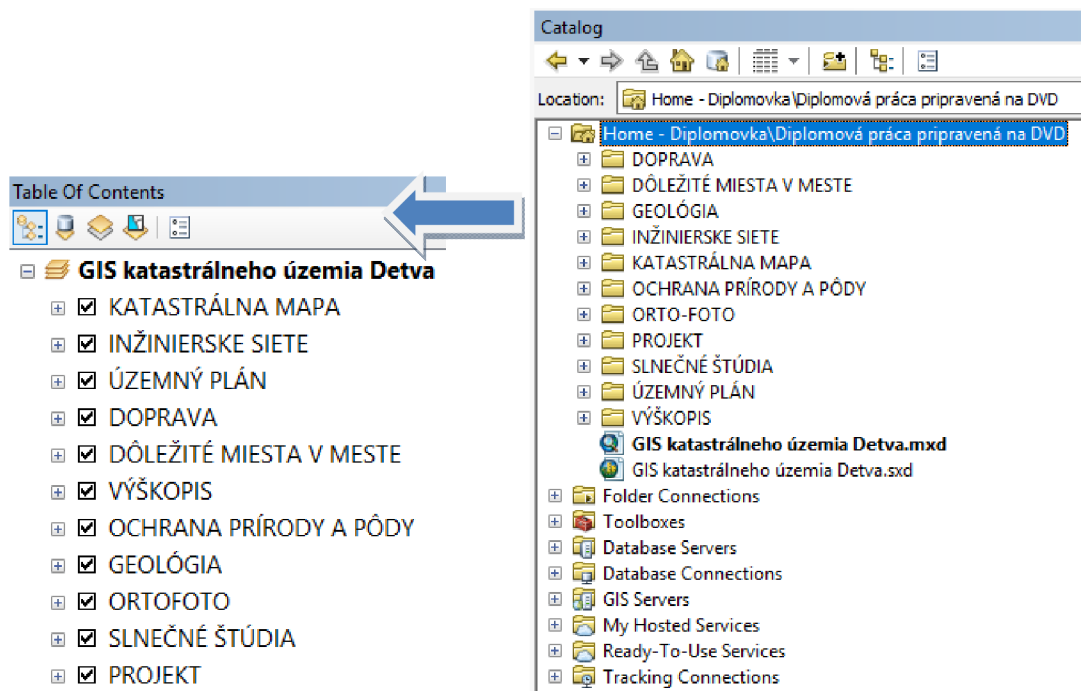 Table Of Contents
GIS katastrálneho územia Detva
KATASTRÁLNA MAPA
INŽINIERSKE SIETE
ÚZEMNÝ PLÁN
DOPRAVA
DÔLEŽITÉ MIESTA V MESTE
VÝŠKOPIS
OCHRANA PRÍRODY A PÔDY
GEOLÓGIA
ORTOFOTO
SLNEČNÉ ŠTÚDIA
PROJEKT
Catalog
Location: Home - Diplomovka\Diplomová práca pripravená na DVD
Home - Diplomovka\Diplomová práca pripravená na DVD
DOPRAVA
DÔLEŽITÉ MIESTA V MESTE
GEOLÓGIA
INŽINIERSKE SIETE
KATASTRÁLNA MAPA
OCHRANA PRÍRODY A PÔDY
ORTO-FOTO
PROJEKT
SLNEČNÉ ŠTÚDIA
ÚZEMNÝ PLÁN
VÝŠKOPIS
GIS katastrálneho územia Detva.mxd
GIS katastrálneho územia Detva.sxd
Folder Connections
Toolboxes
Database Servers
Database Connections
GIS Servers
My Hosted Services
Ready-To-Use Services
Tracking Connections